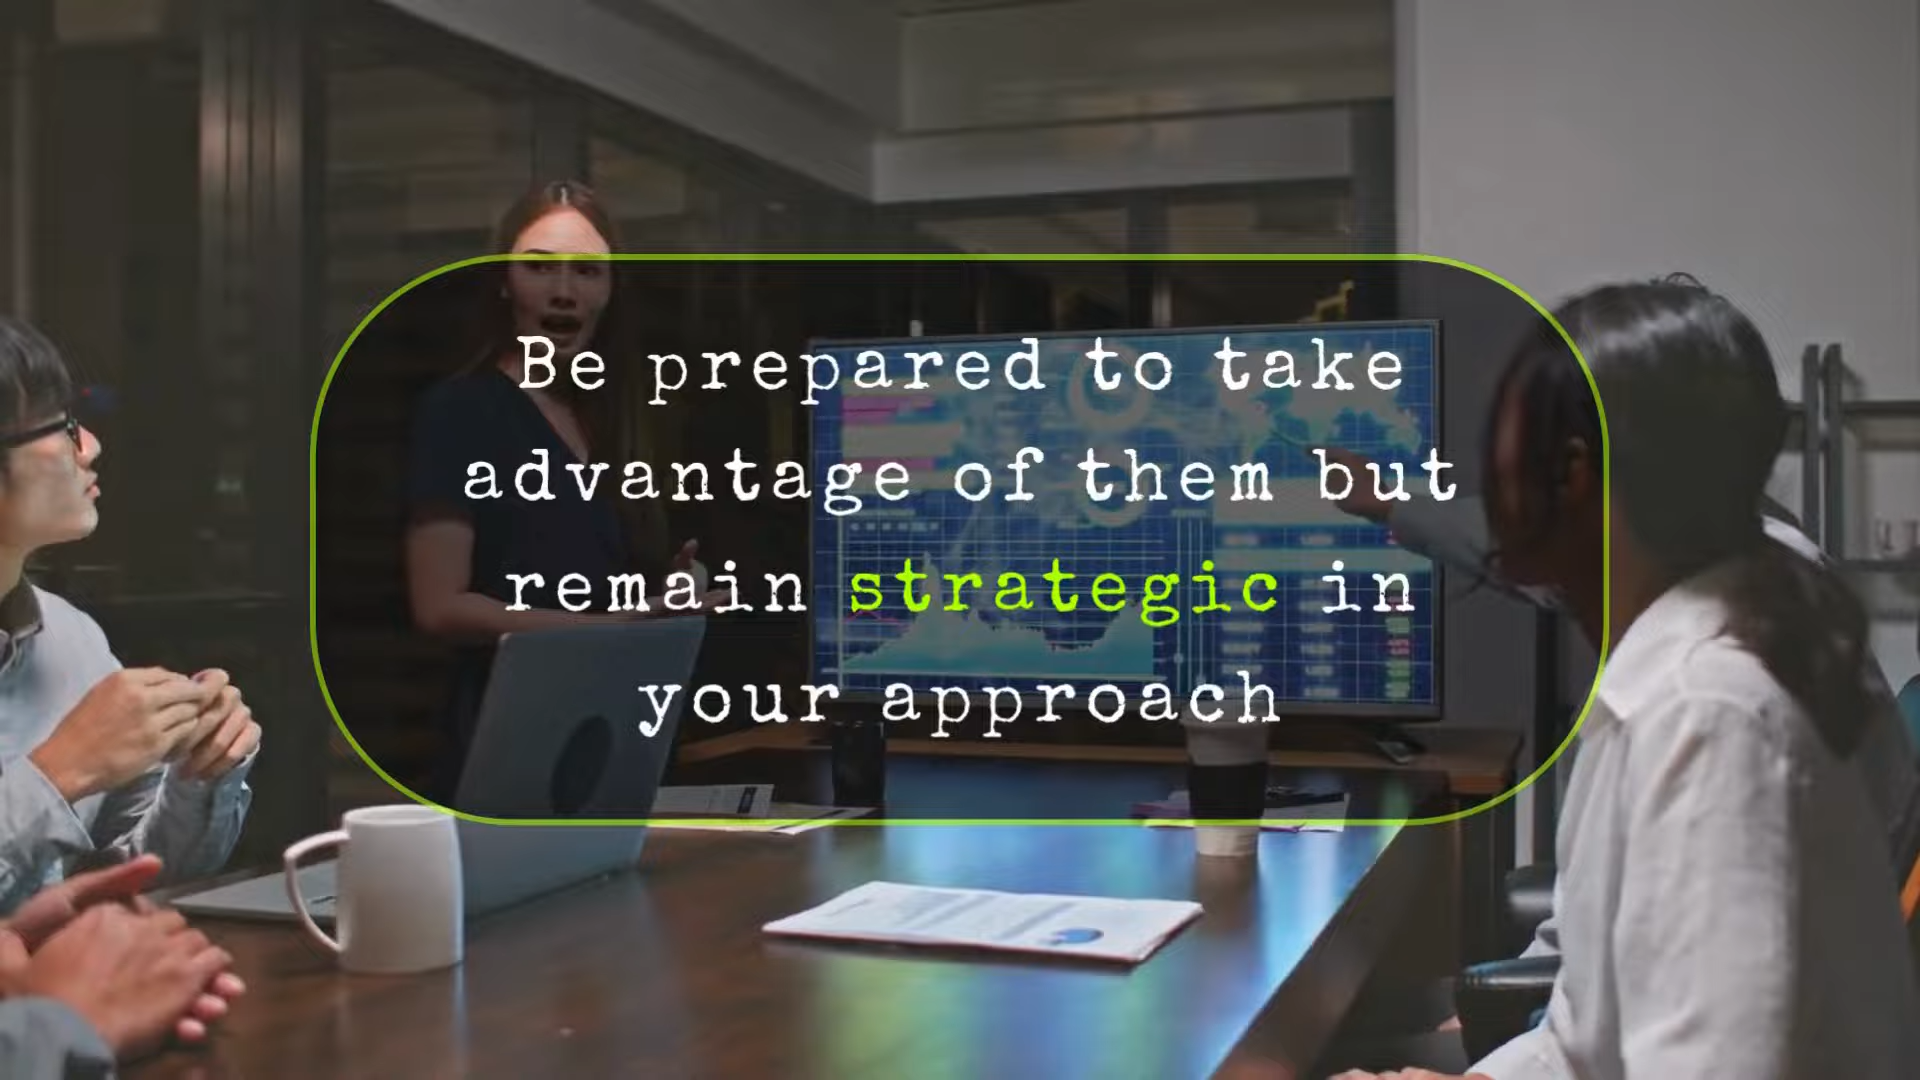 Be prepared to take
advantage of them but
remain strategic in
your approach